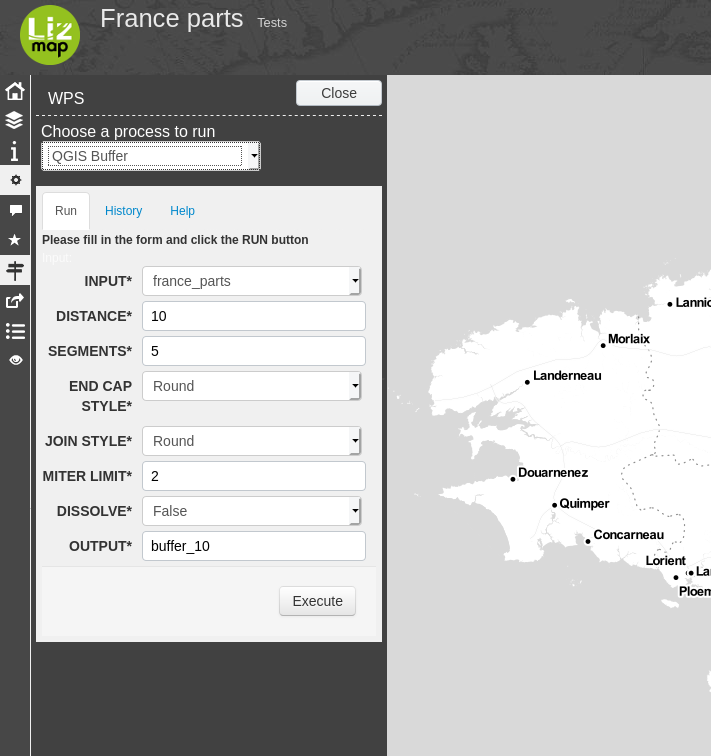 Liz
map
France parts Tests
WPS
Close
Choose a process to run
QGIS Buffer
Run History Help
Please fill in the form and click the RUN button
Input:
INPUT* france_parts
DISTANCE* 10
SEGMENTS* 5
END CAP
STYLE* Round
JOIN STYLE* Round
MITER LIMIT* 2
DISSOLVE* False
OUTPUT* buffer_10
Execute
Lannio
Morlaix
Landerneau
Douarnenez
Quimper
Concarneau
Lorient
Lan
Ploem